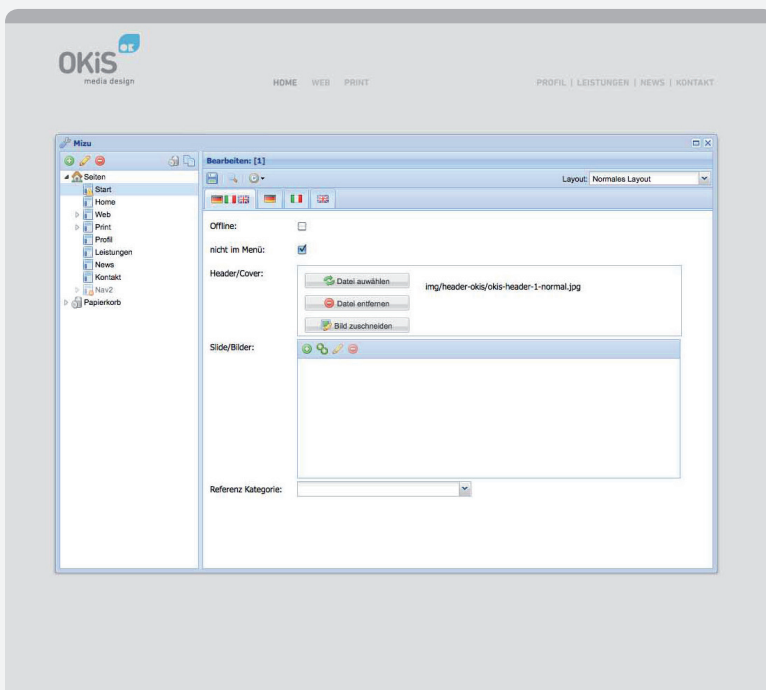 OKiS
OK
media design
HOME WEB PRINT
PROFIL | LEISTUNGEN | NEWS | KONTAKT
Mizu
Seiten
Start
Home
Web
Print
Profil
Leistungen
News
Kontakt
Nav2
Papierkorb
Bearbeiten: [1]
Layout: Normales Layout
Offline:
nicht im Menü:
Header/Cover:
Datei auwählen
img/header-okis/okis-header-1-normal.jpg
Datei entfernen
Bild zuschneiden
Slide/Bilder:
Referenz Kategorie: